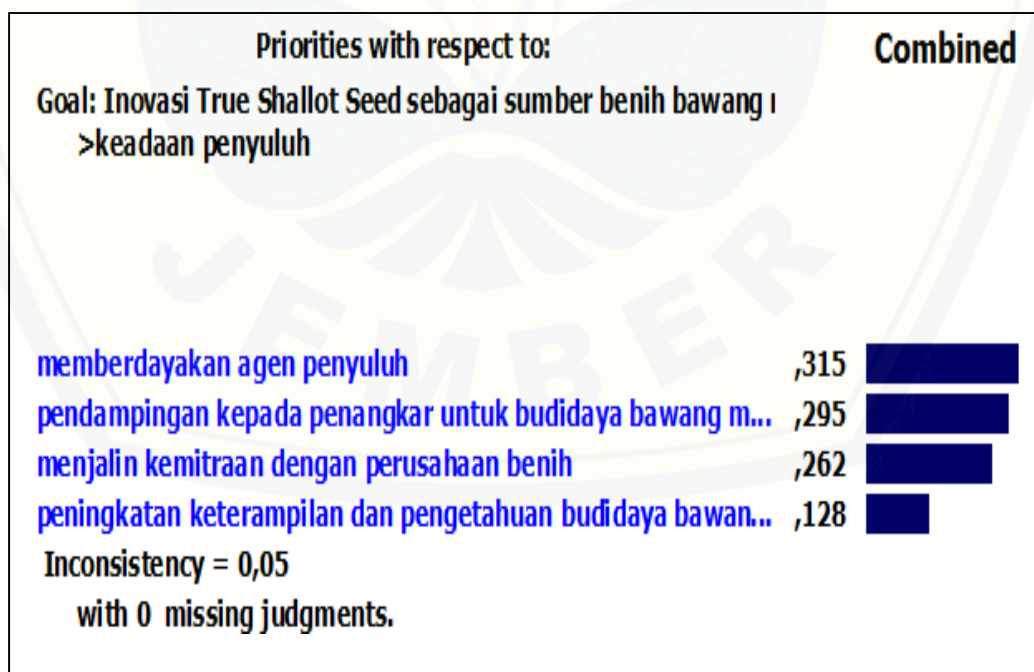 Priorities with respect to:
Combined
Goal: Inovasi True Shallot Seed sebagai sumber benih bawang
>keadaan penyuluh
JEMBER
memberdayakan agen penyuluh ,315
pendampingan kepada penangkar untuk budidaya bawang m... ,295
menjalin kemitraan dengan perusahaan benih ,262
peningkatan keterampilan dan pengetahuan budidaya bawan... ,128
Inconsistency = 0,05
with 0 missing judgments.